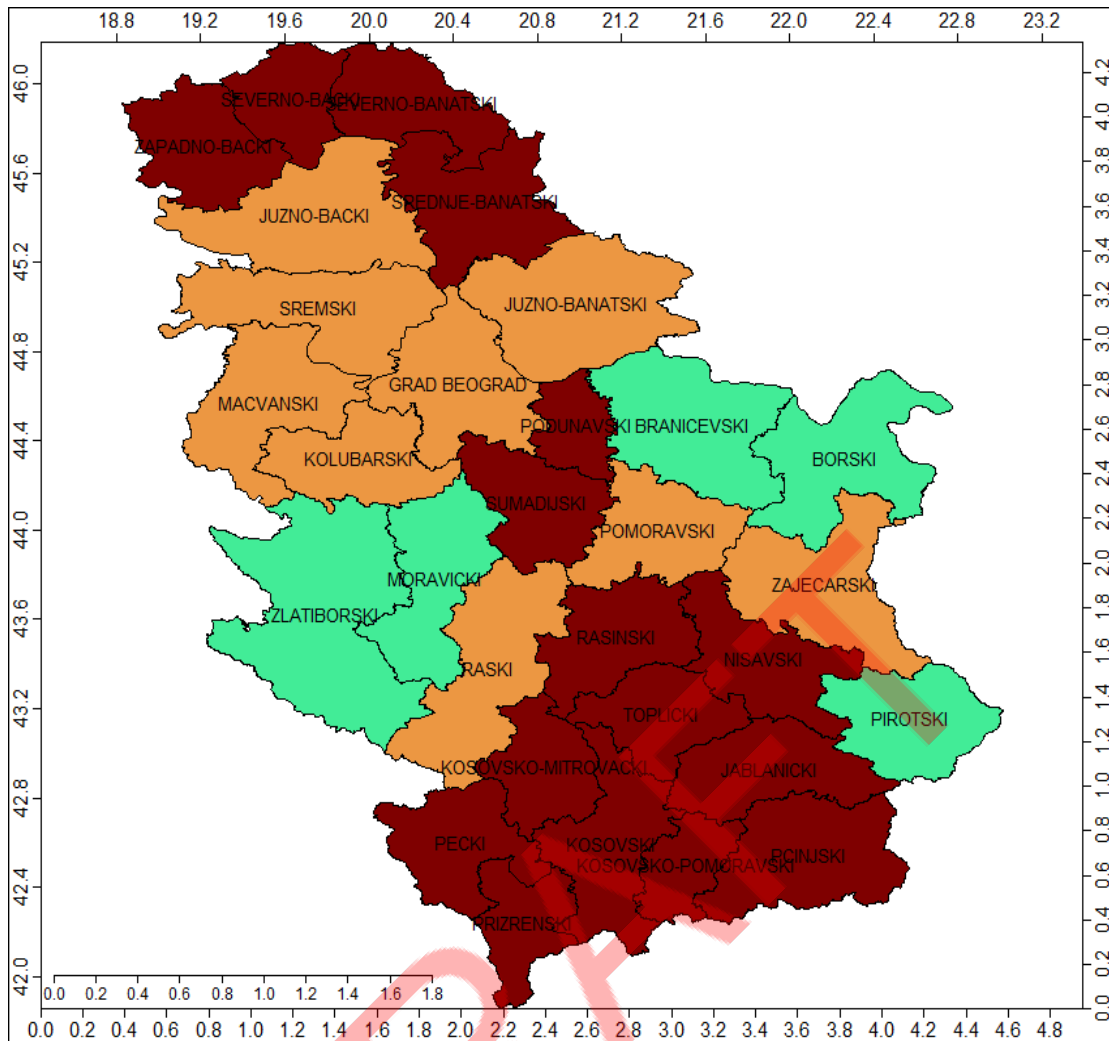 18.8 19.2 19.6 20.0 20.4 20.8 21.2 21.6 22.0 22.4 22.8 23.2
46.0
45.6
45.2
44.8
44.4
44.0
43.6
43.2
42.8
42.4
42.0
4.2
4.0
3.8
3.6
3.4
3.2
3.0
2.8
2.6
2.4
2.2
2.0
1.8
1.6
1.4
1.2
1.0
0.8
0.6
0.4
0.2
0.0
SEVERNO-BACKI
SEVERNO-BANATSKI
ZAPADNO-BACKI
SREDNJE-BANATSKI
JUZNO-BACKI
SREMSKI
JUZNO-BANATSKI
GRAD BEOGRAD
MACVANSKI
PODUNAVSKI
BRANICEVSKI
KOLUBARSKI
BORSKI
SUMADIJSKI
POMORAVSKI
MORAVICKI
ZAJECARSKI
ZLATIBORSKI
RASINSKI
NISAVSKI
RASKI
TOPLICKI
PIROTSKI
KOSOVSKO-MITROVACKI
JABLANICKI
PECKI
KOSOVSKI
KOSOVSKO-POMORAVSKI
PCINJSKI
PRIZRENSKI
0.0 0.2 0.4 0.6 0.8 1.0 1.2 1.4 1.6 1.8
0.0 0.2 0.4 0.6 0.8 1.0 1.2 1.4 1.6 1.8 2.0 2.2 2.4 2.6 2.8 3.0 3.2 3.4 3.6 3.8 4.0 4.2 4.4 4.6 4.8